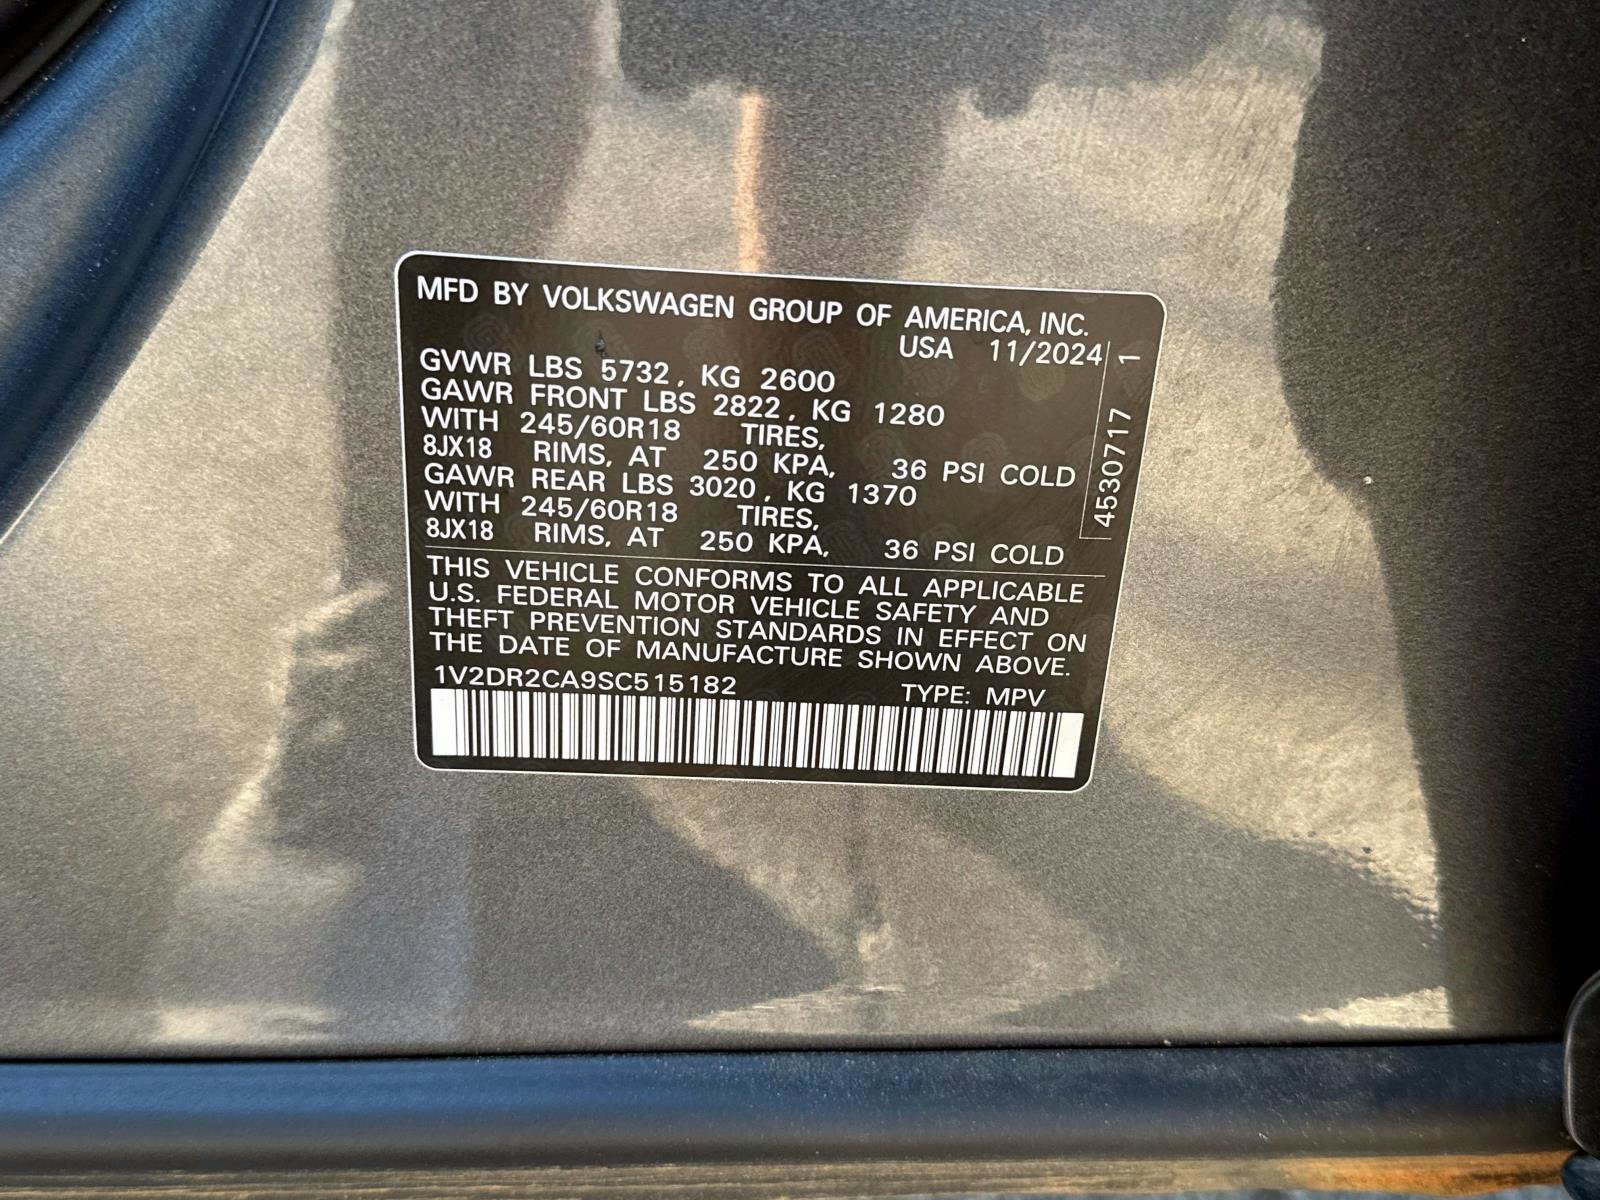 MFD BY VOLKSWAGEN GROUP OF AMERICA, INC.
USA 11/2024
GVWR LBS 5732, KG 2600
GAWR FRONT LBS 2822, KG 1280
WITH 245/60R18 TIRES,
8JX18 RIMS, AT 250 KPA, 36 PSI COLD
GAWR REAR LBS 3020, KG 1370
WITH 245/60R18 TIRES,
8JX18 RIMS, AT 250 KPA, 36 PSI COLD
THIS VEHICLE CONFORMS TO ALL APPLICABLE
U.S. FEDERAL MOTOR VEHICLE SAFETY AND
THEFT PREVENTION STANDARDS IN EFFECT ON
THE DATE OF MANUFACTURE SHOWN ABOVE.
1V2DR2CA9SC515182 TYPE: MPV
4530717 1